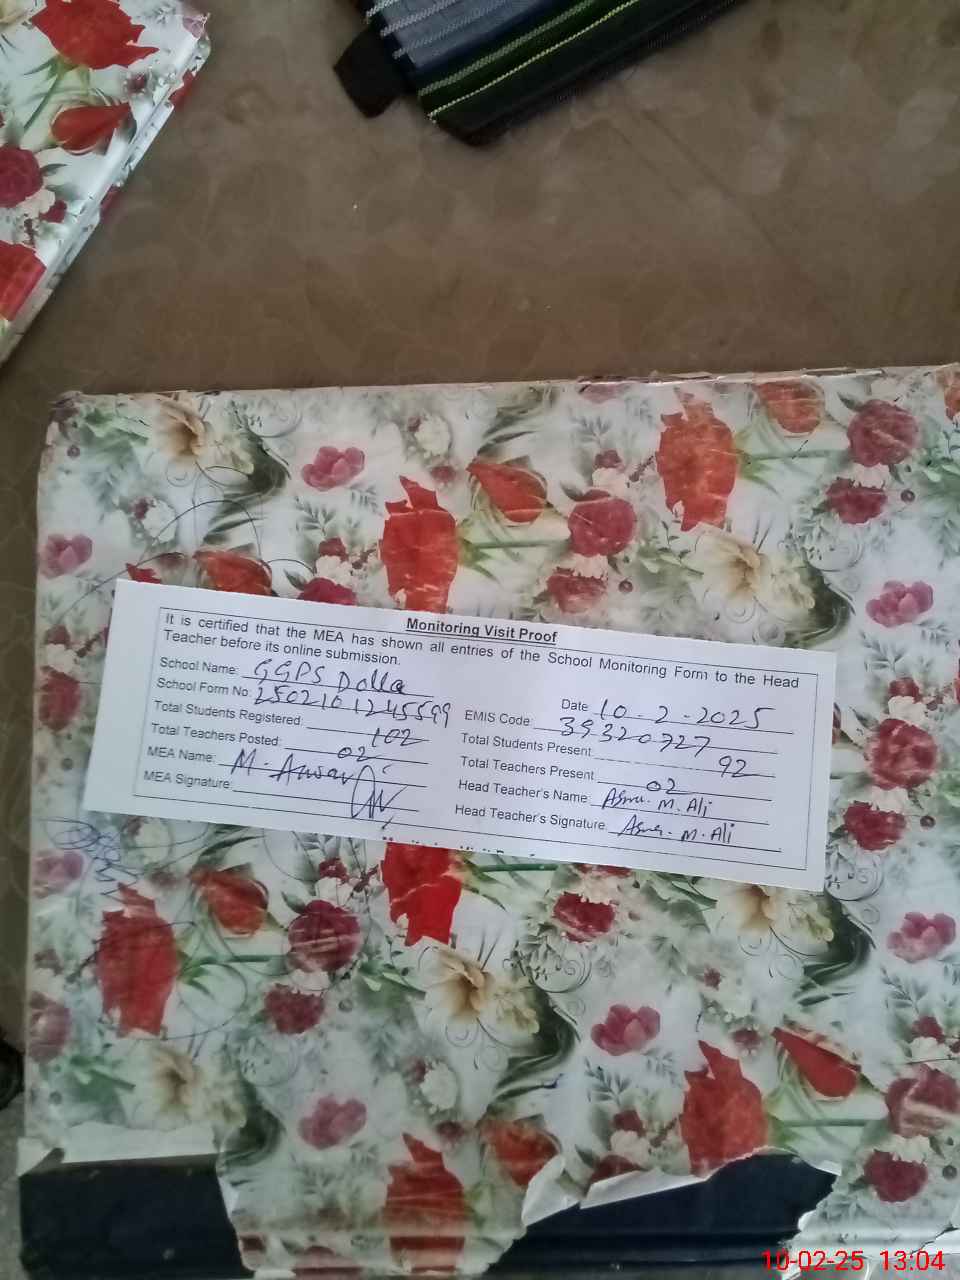 Monitoring Visit Proof
It is certified that the MEA has shown all entries of the School Monitoring Form to the Head
Teacher before its online submission.
School Name: GGPS Dolla
Date 10-2-2025
School Form No: 2502101245599
EMIS Code: 39320727
Total Students Registered: 102
Total Students Present 92
Total Teachers Posted: 02
Total Teachers Present 02
MEA Name: M. Anwar
Head Teacher's Name: Asma. M. Ali
MEA Signature:
Head Teacher's Signature. Asma. M. Ali
10-02-25 13:04